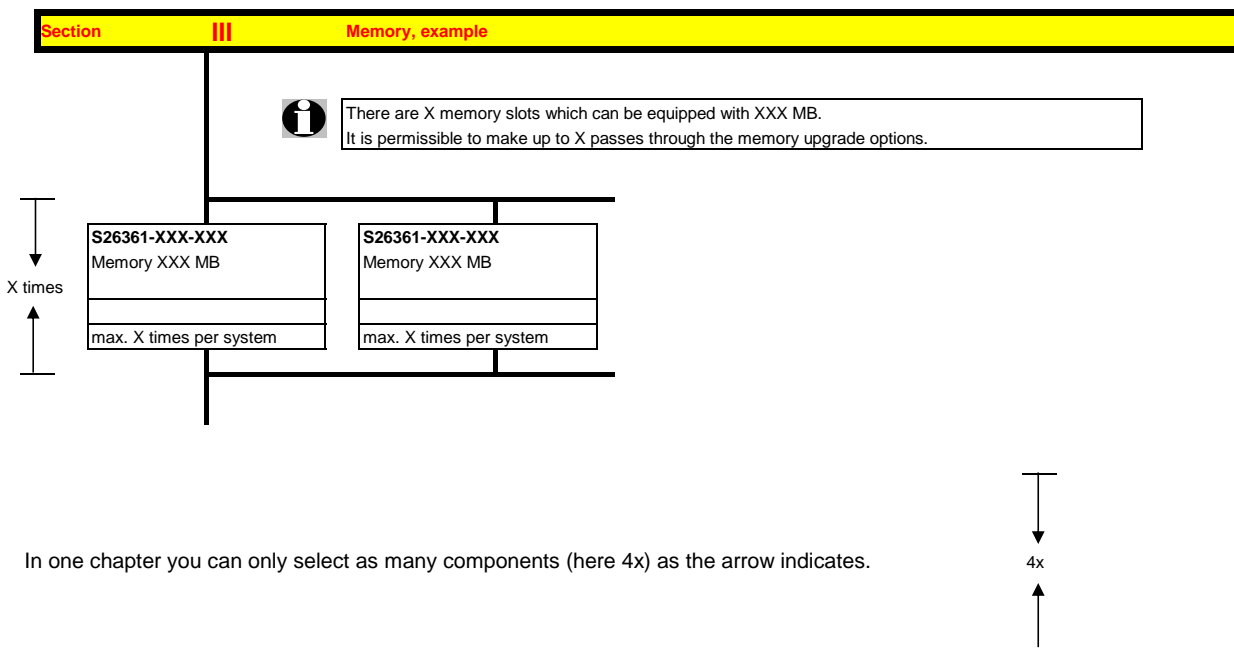 Section III Memory, example
There are X memory slots which can be equipped with XXX MB.
It is permissible to make up to X passes through the memory upgrade options.
S26361-XXX-XXX
Memory XXX MB
max. X times per system
S26361-XXX-XXX
Memory XXX MB
max. X times per system
X times
In one chapter you can only select as many components (here 4x) as the arrow indicates.
4x